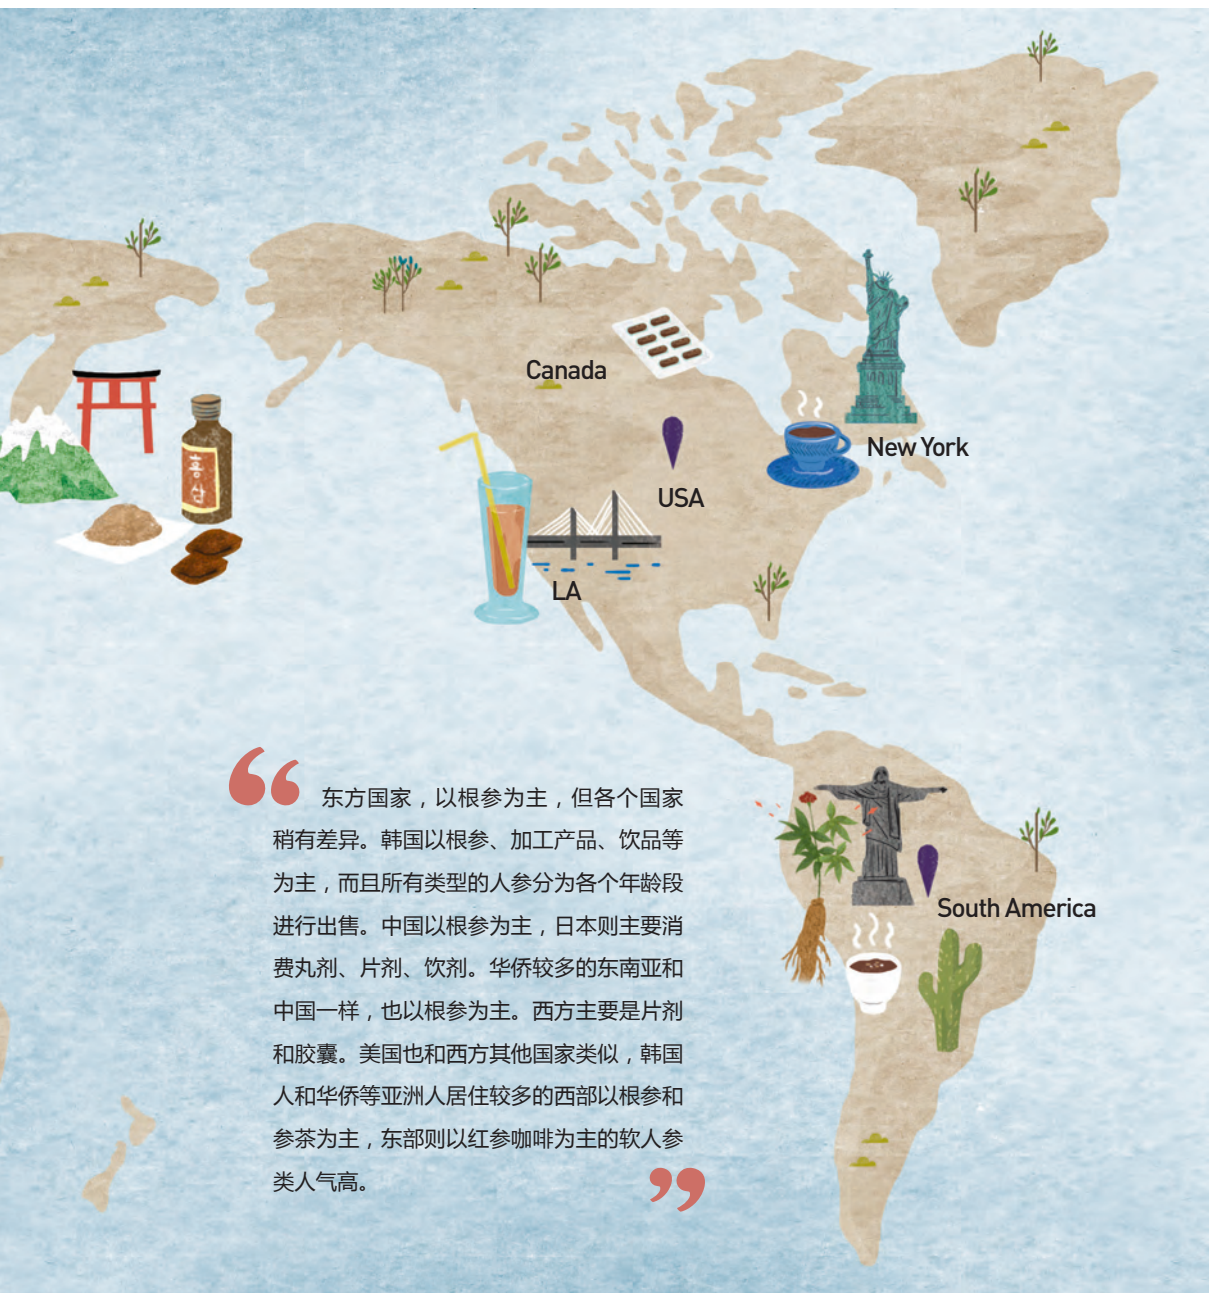 홍삼
Canada
New York
USA
LA
South America
东方国家，以根参为主，但各个国家
稍有差异。韩国以根参、加工产品、饮品等
为主，而且所有类型的人参分为各个年龄段
进行出售。中国以根参为主，日本则主要消
费丸剂、片剂、饮剂。华侨较多的东南亚和
中国一样，也以根参为主。西方主要是片剂
和胶囊。美国也和西方其他国家类似，韩国
人和华侨等亚洲人居住较多的西部以根参和
参茶为主，东部则以红参咖啡为主的软人参
类人气高。